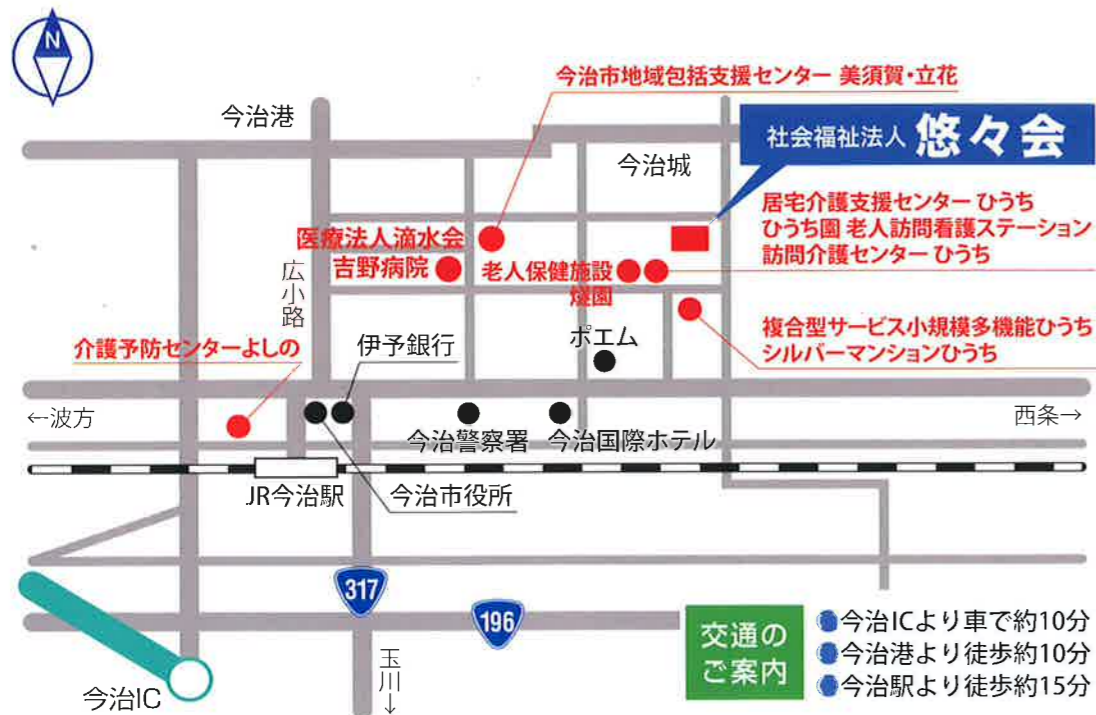 N
今治市地域包括支援センター 美須賀・立花
今治港
社会福祉法人 悠々会
今治城
居宅介護支援センター ひうち
ひうち園 老人訪問看護ステーション
訪問介護センター ひうち
医療法人滴水会
吉野病院
老人保健施設
燧園
広小路
複合型サービス小規模多機能ひうち
シルバーマンションひうち
介護予防センターよしの
伊予銀行
ポエム
←波方
西条→
今治警察署
今治国際ホテル
JR今治駅
今治市役所
317
196
玉川↓
今治IC
交通の
ご案内
●今治ICより車で約10分
●今治港より徒歩約10分
●今治駅より徒歩約15分